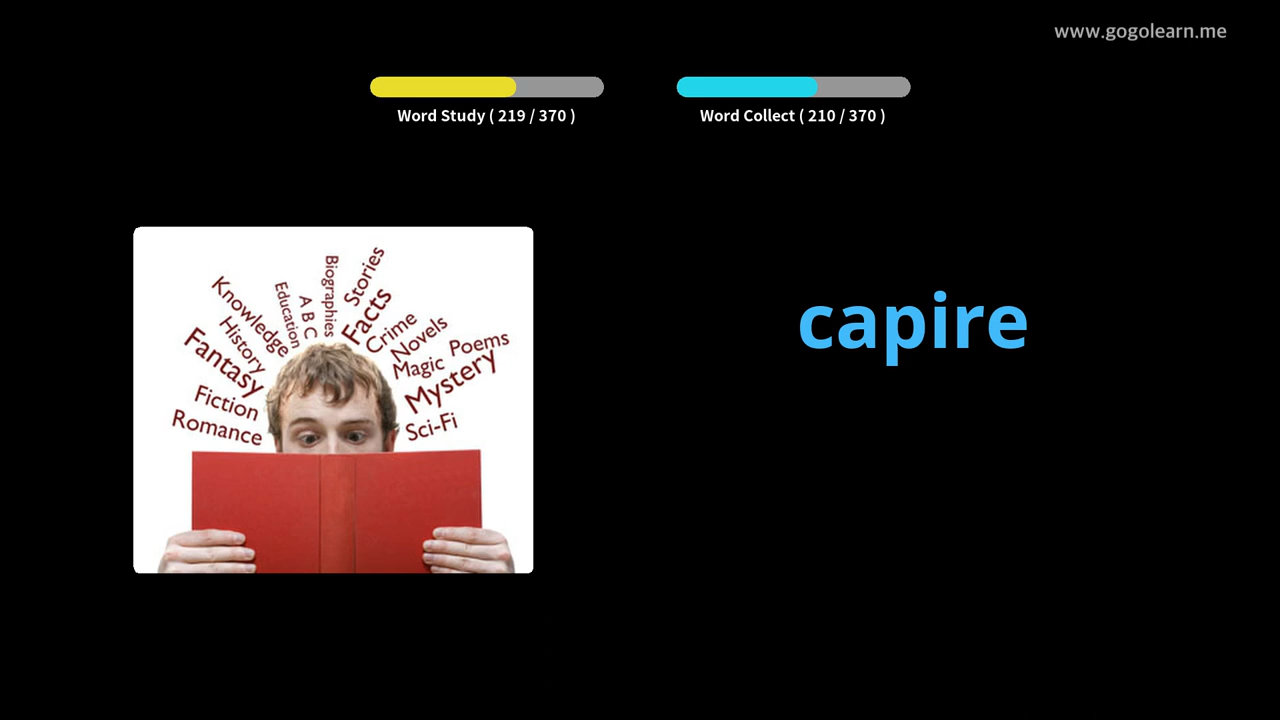 www.gogolearn.me
Word Study ( 219 / 370 )
Word Collect ( 210 / 370 )
Romance
Fiction
Fantasy
History
Knowledge
Education
A B C
Biographies
Stories
Facts
Crime
Novels
Magic
Poems
Mystery
Sci-Fi
capire